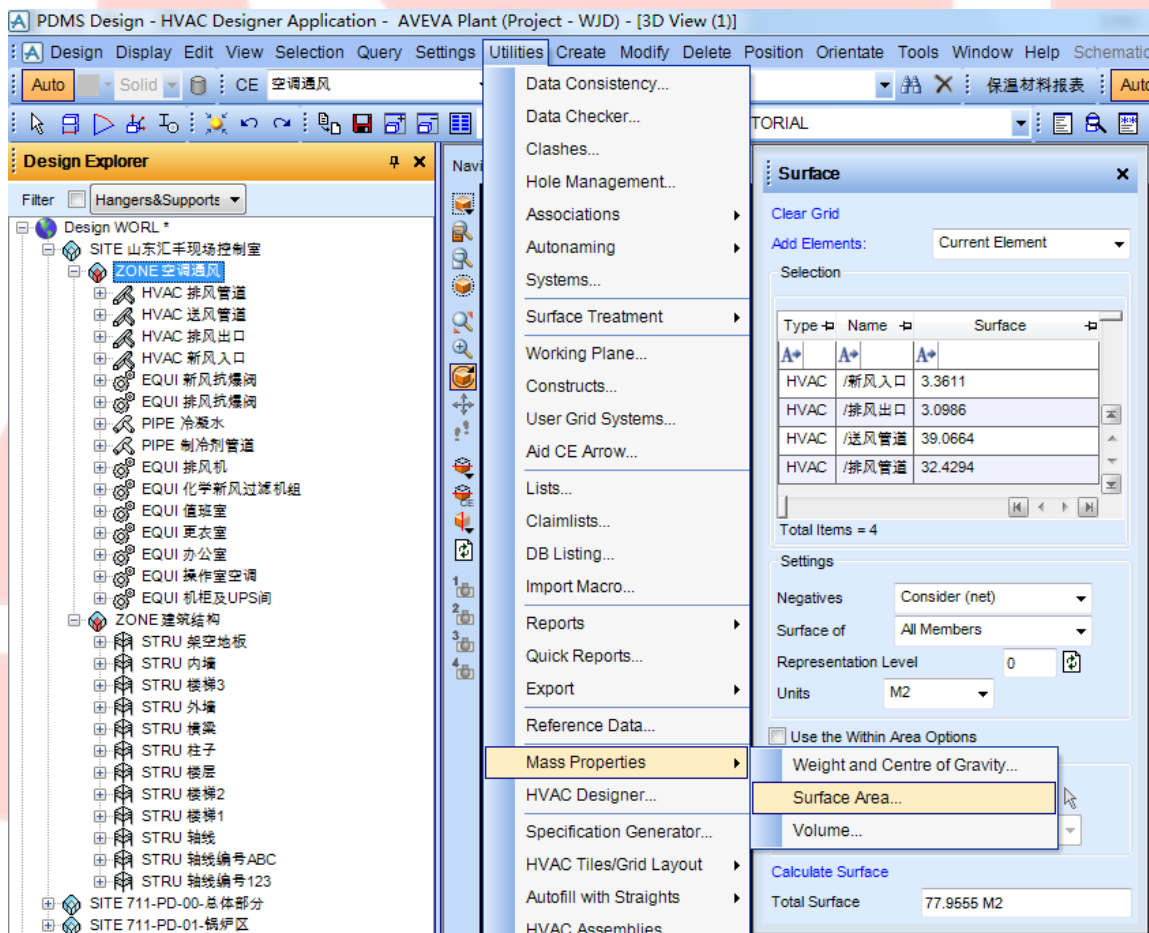 PDMS Design - HVAC Designer Application - AVEVA Plant (Project - WJD) - [3D View (1)]
Design Display Edit View Selection Query Settings Utilities Create Modify Delete Position Orientate Tools Window Help Schematic
Auto Solid CE 空调通风 保温材料报表 Auto
TORIAL
Design Explorer
Filter Hangers&Supports
Design WORL *
SITE 山东汇丰现场控制室
ZONE 空调通风
HVAC 排风管道
HVAC 送风管道
HVAC 排风出口
HVAC 新风入口
EQUI 新风抗爆阀
EQUI 排风抗爆阀
PIPE 冷凝水
PIPE 制冷剂管道
EQUI 排风机
EQUI 化学新风过滤机组
EQUI 值班室
EQUI 更衣室
EQUI 办公室
EQUI 操作室空调
EQUI 机柜及UPS间
ZONE 建筑结构
STRU 架空地板
STRU 内墙
STRU 楼梯3
STRU 外墙
STRU 横梁
STRU 柱子
STRU 楼层
STRU 楼梯2
STRU 楼梯1
STRU 轴线
STRU 轴线编号ABC
STRU 轴线编号123
SITE 711-PD-00-总体部分
SITE 711-PD-01-锅炉区
Navi
CE
1
2
3
4
Data Consistency...
Data Checker...
Clashes...
Hole Management...
Associations
Autonaming
Systems...
Surface Treatment
Working Plane...
Constructs...
User Grid Systems...
Aid CE Arrow...
Lists...
Claimlists...
DB Listing...
Import Macro...
Reports
Quick Reports...
Export
Reference Data...
Mass Properties
HVAC Designer...
Specification Generator...
HVAC Tiles/Grid Layout
Autofill with Straights
HVAC Assemblies
Weight and Centre of Gravity...
Surface Area...
Volume...
Surface
Clear Grid
Add Elements: Current Element
Selection
Type Name Surface
HVAC /新风入口 3.3611
HVAC /排风出口 3.0986
HVAC /送风管道 39.0664
HVAC /排风管道 32.4294
Total Items = 4
Settings
Negatives Consider (net)
Surface of All Members
Representation Level 0
Units M2
Use the Within Area Options
Calculate Surface
Total Surface 77.9555 M2